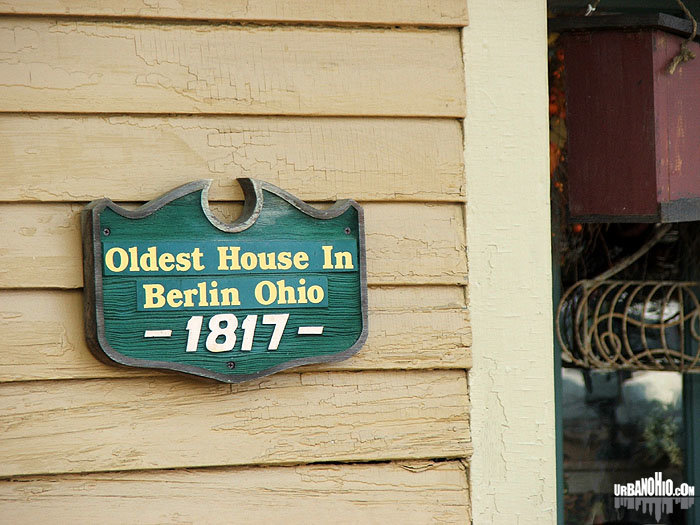 Oldest House In
Berlin Ohio
- 1817 -
URBANOHIO.COM